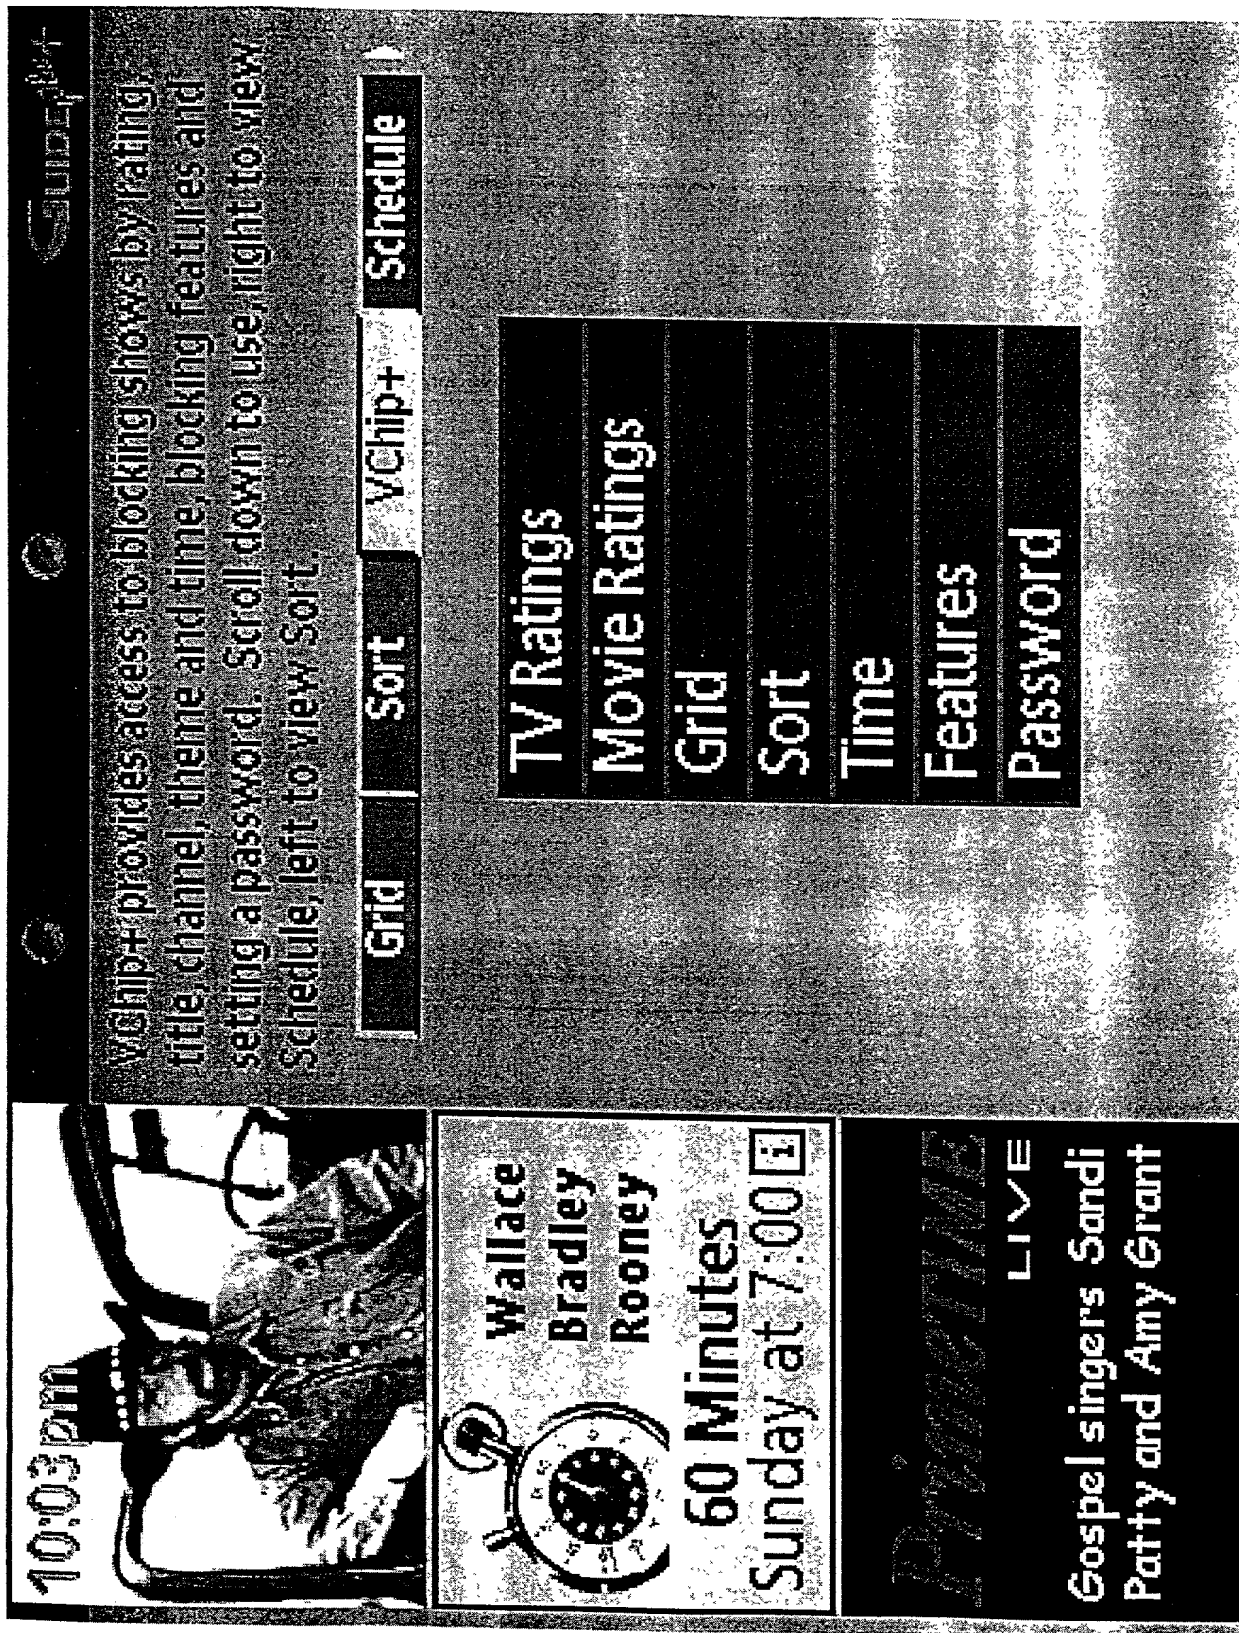 10:03pm
GUIDE Plus+
VChip+ provides access to blocking shows by rating,
title, channel, theme and time, blocking features and
setting a password. Scroll down to use, right to view
Schedule, left to view Sort.
Grid
Sort
VChip+
Schedule
TV Ratings
Movie Ratings
Grid
Sort
Time
Features
Password
Wallace
Bradley
Rooney
60 Minutes
Sunday at 7:00 i
PrimeTIME
LIVE
Gospel singers Sandi
Patty and Amy Grant